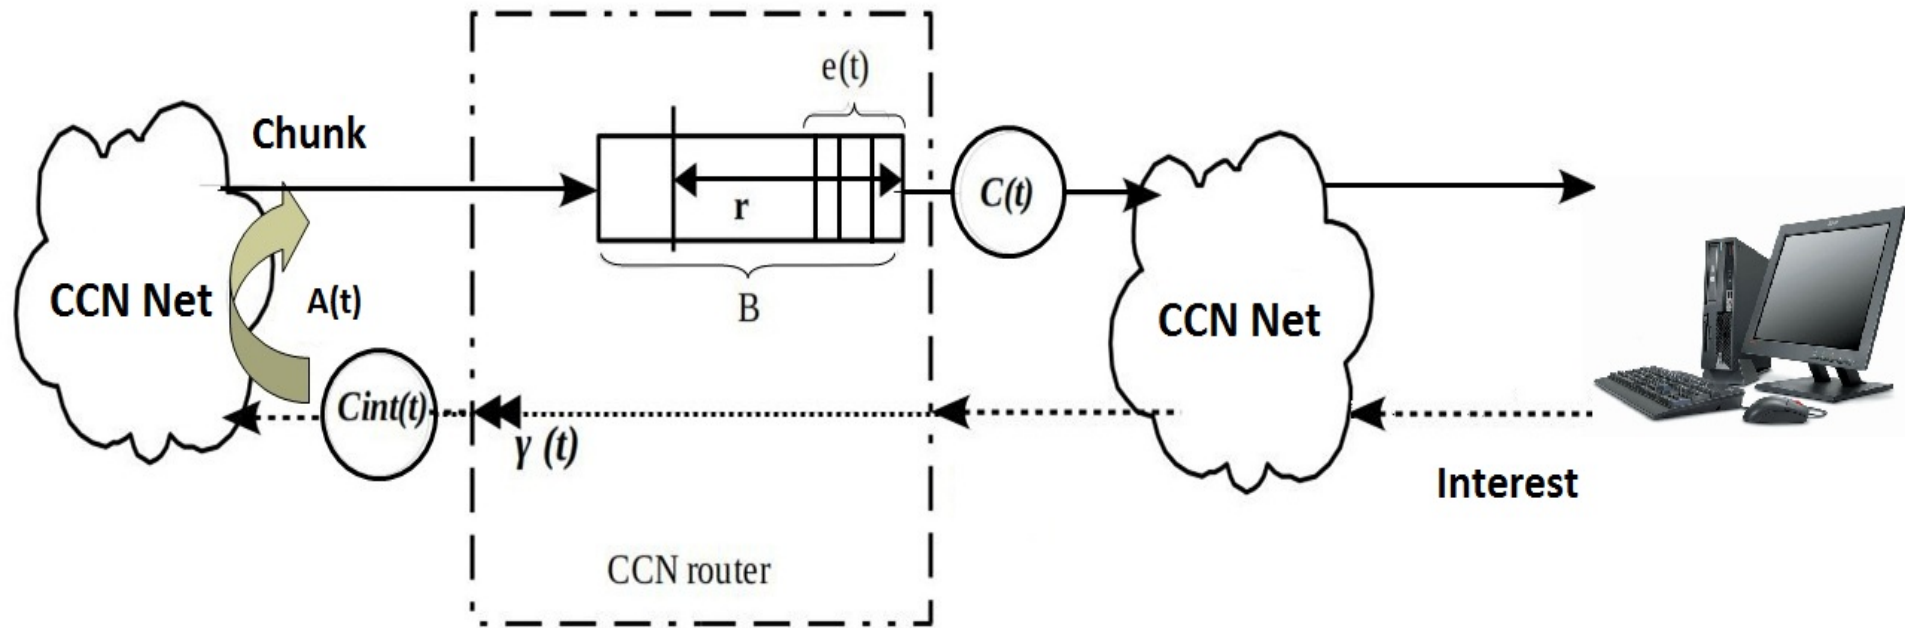 e(t)
Chunk
r
C(t)
CCN Net
A(t)
B
CCN Net
Cint(t)
γ (t)
Interest
CCN router